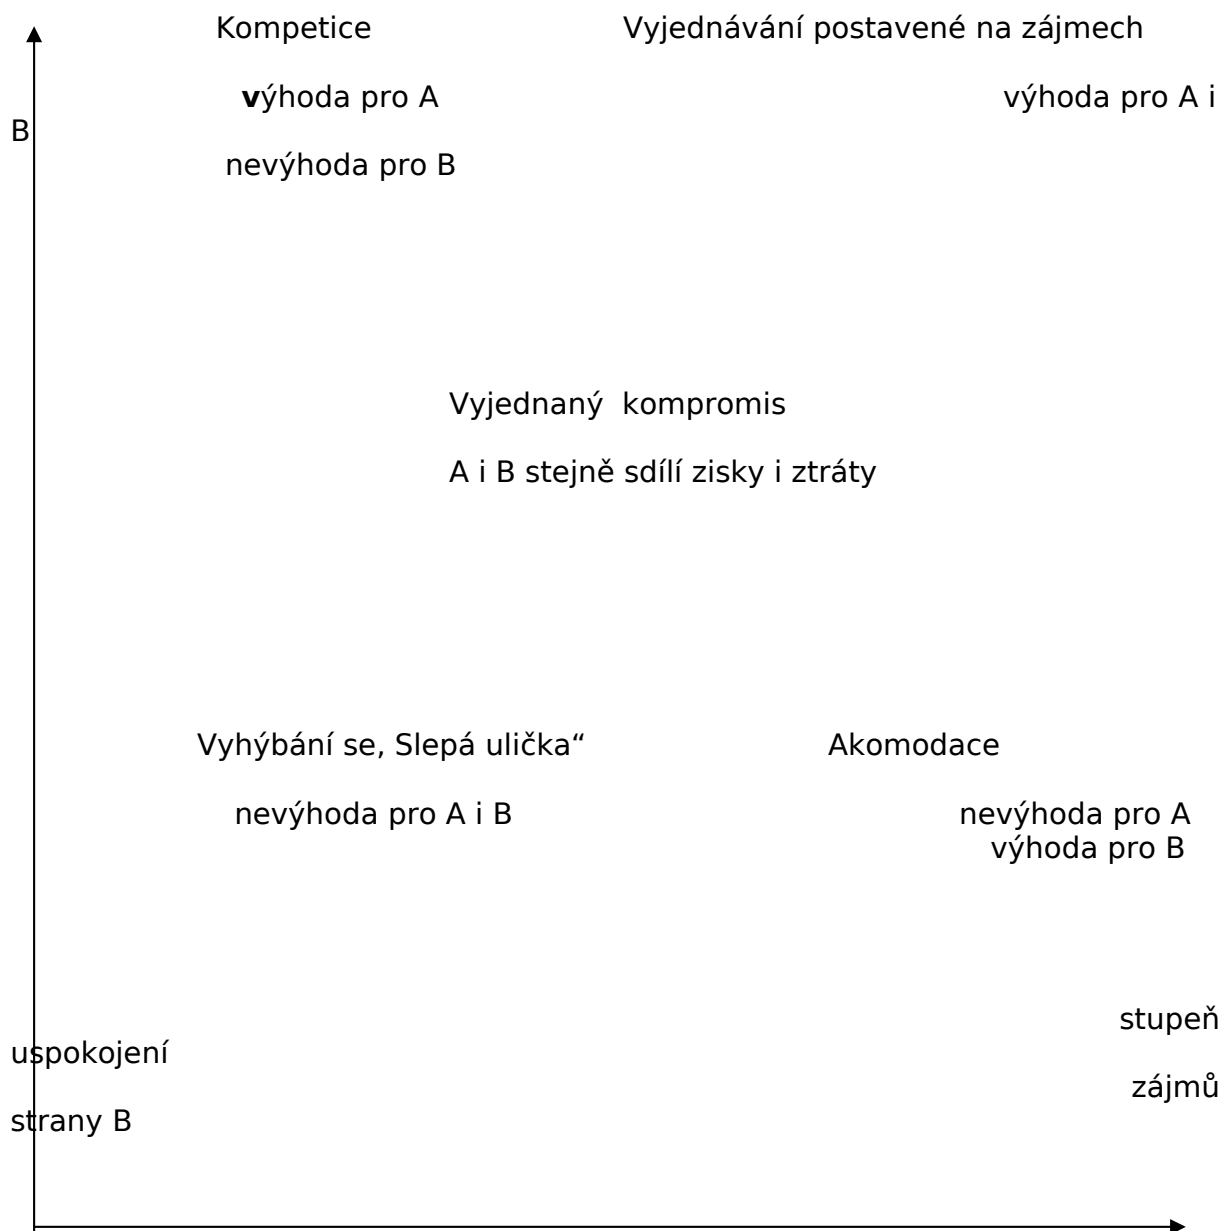 Kompetice Vyjednávání postavené na zájmech
výhoda pro A výhoda pro A i
B
nevýhoda pro B
Vyjednaný kompromis
A i B stejně sdílí zisky i ztráty
Vyhýbání se, Slepá ulička“ Akomodace
nevýhoda pro A i B nevýhoda pro A
výhoda pro B
stupeň
uspokojení
zájmů
strany B